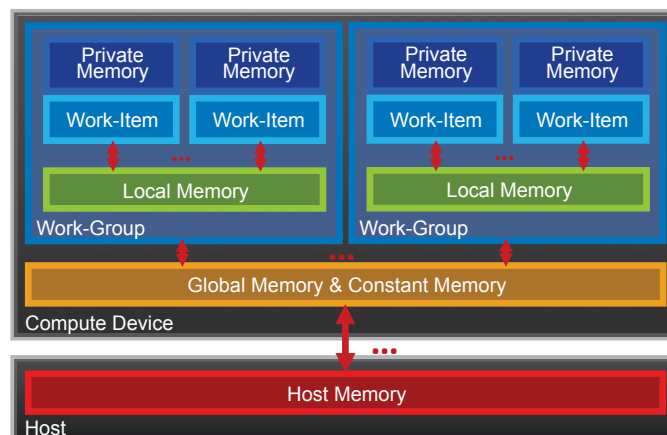 Private Private Private Private
Memory Memory Memory Memory
Work-Item Work-Item Work-Item Work-Item
... ...
Local Memory Local Memory
Work-Group Work-Group
...
Global Memory & Constant Memory
Compute Device
...
Host Memory
Host